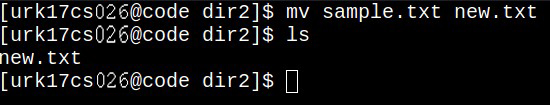 [urk17cs026@code dir2]$ mv sample.txt new.txt
[urk17cs026@code dir2]$ ls
new.txt
[urk17cs026@code dir2]$